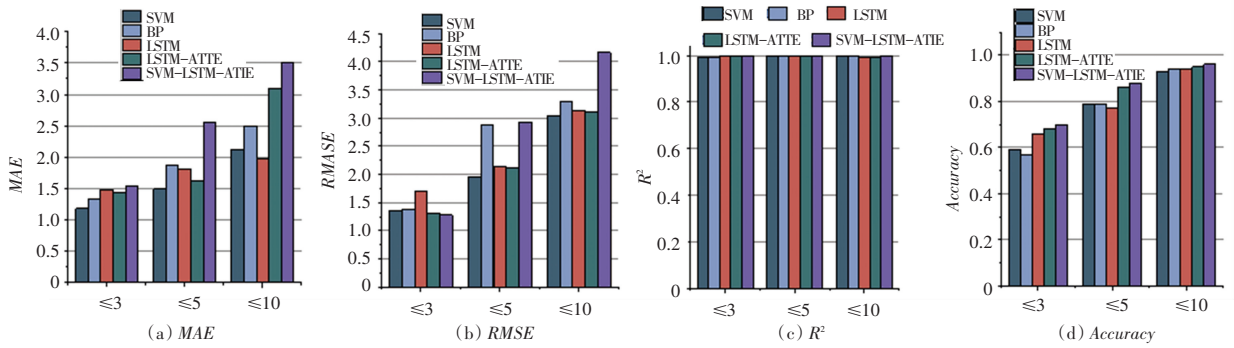 SVM
BP
LSTM
LSTM-ATTE
SVM-LSTM-ATIE
4.0
3.5
3.0
2.5
2.0
1.5
1.0
0.5
0
MAE
≤3
≤5
≤10
(a) MAE
SVM
BP
LSTM
LSTM-ATTE
SVM-LSTM-ATIE
4.5
4.0
3.5
3.0
2.5
2.0
1.5
1.0
0.5
0
RMASE
≤3
≤5
≤10
(b) RMSE
SVM BP LSTM
LSTM-ATTE SVM-LSTM-ATIE
1.0
0.8
0.6
0.4
0.2
0
R²
≤3
≤5
≤10
(c) R²
SVM
BP
LSTM
LSTM-ATTE
SVM-LSTM-ATIE
1.0
0.8
0.6
0.4
0.2
0
Accuracy
≤3
≤5
≤10
(d) Accuracy